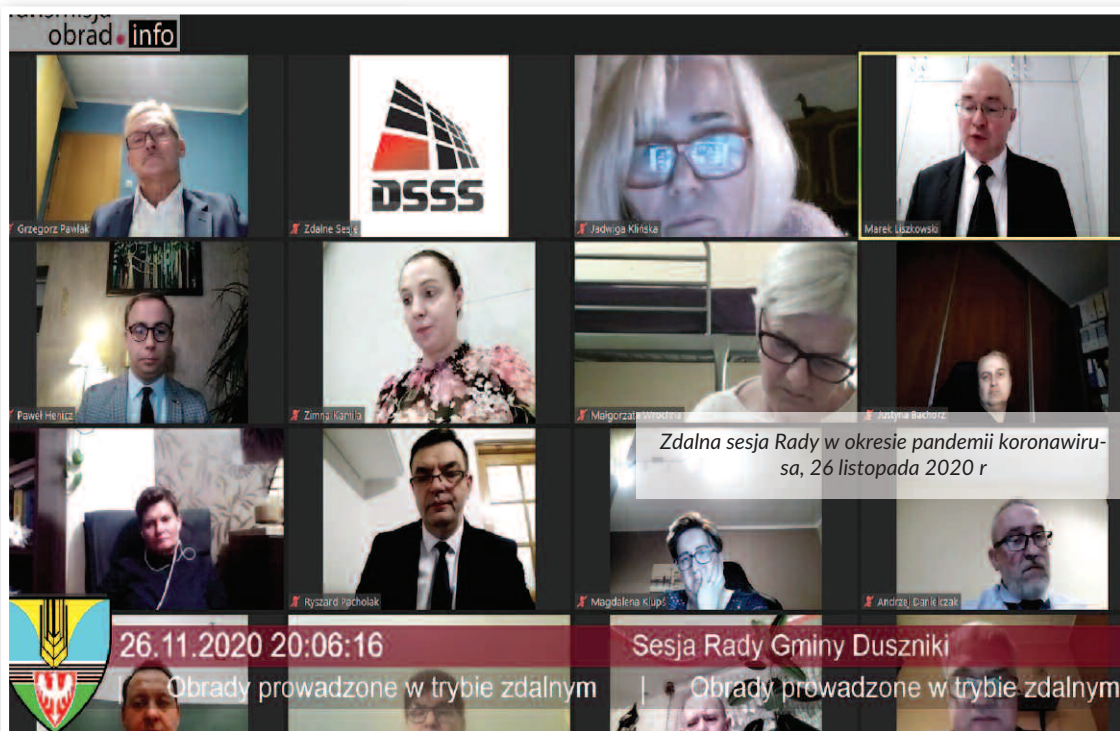 obrad.info
DSSS
Grzegorz Pawlak
Zdalne Sesje
Jadwiga Klińska
Marek Liszkowski
Paweł Henicz
Zimna Kamila
Małgorzata Wrochna
Justyna Bachorz
Zdalna sesja Rady w okresie pandemii koronawiru-
sa, 26 listopada 2020 r
Ryszard Pacholak
Magdalena Klups
Andrzej Danielczak
26.11.2020 20:06:16
Sesja Rady Gminy Duszniki
| Obrady prowadzone w trybie zdalnym | Obrady prowadzone w trybie zdalnym